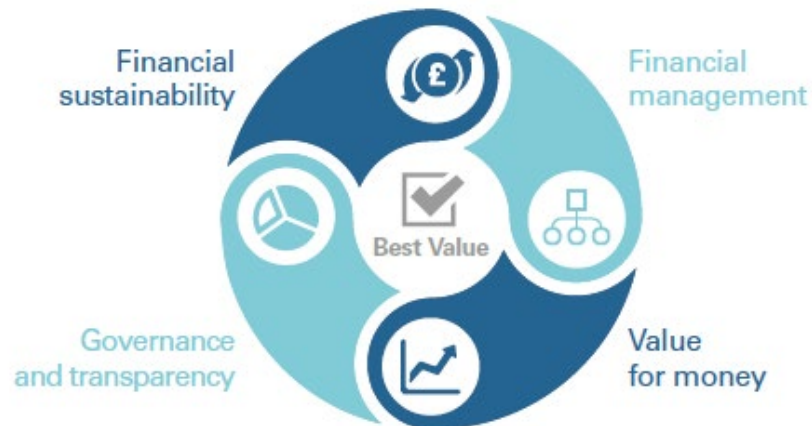 Financial
sustainability
Financial
management
£
Best Value
Governance
and transparency
Value
for money